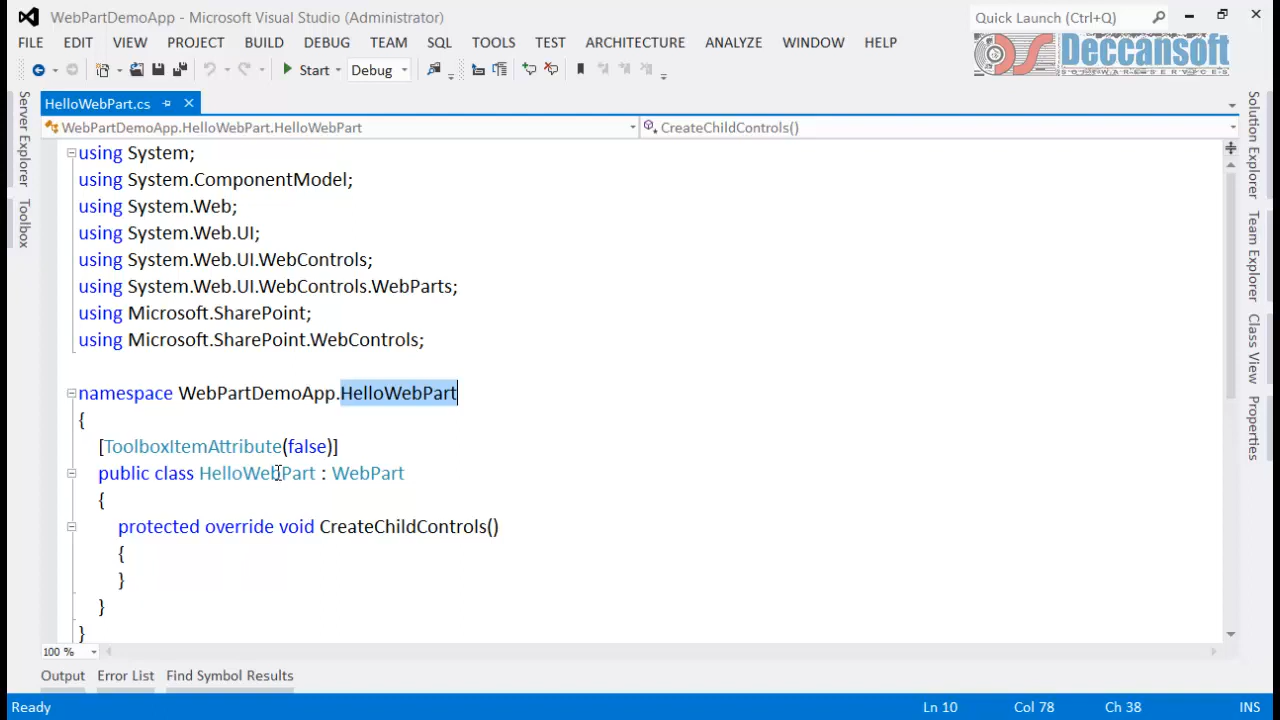 WebPartDemoApp - Microsoft Visual Studio (Administrator)
Quick Launch (Ctrl+Q)
FILE EDIT VIEW PROJECT BUILD DEBUG TEAM SQL TOOLS TEST ARCHITECTURE ANALYZE WINDOW HELP
Start Debug
DS Deccansoft
SOFTWARE SERVICES
Server Explorer
Toolbox
HelloWebPart.cs
WebPartDemoApp.HelloWebPart.HelloWebPart
CreateChildControls()
using System;
using System.ComponentModel;
using System.Web;
using System.Web.UI;
using System.Web.UI.WebControls;
using System.Web.UI.WebControls.WebParts;
using Microsoft.SharePoint;
using Microsoft.SharePoint.WebControls;
namespace WebPartDemoApp.HelloWebPart
{
[ToolboxItemAttribute(false)]
public class HelloWebPart : WebPart
{
protected override void CreateChildControls()
{
}
}
}
Solution Explorer
Team Explorer
Class View
Properties
100 %
Output Error List Find Symbol Results
Ready Ln 10 Col 78 Ch 38 INS